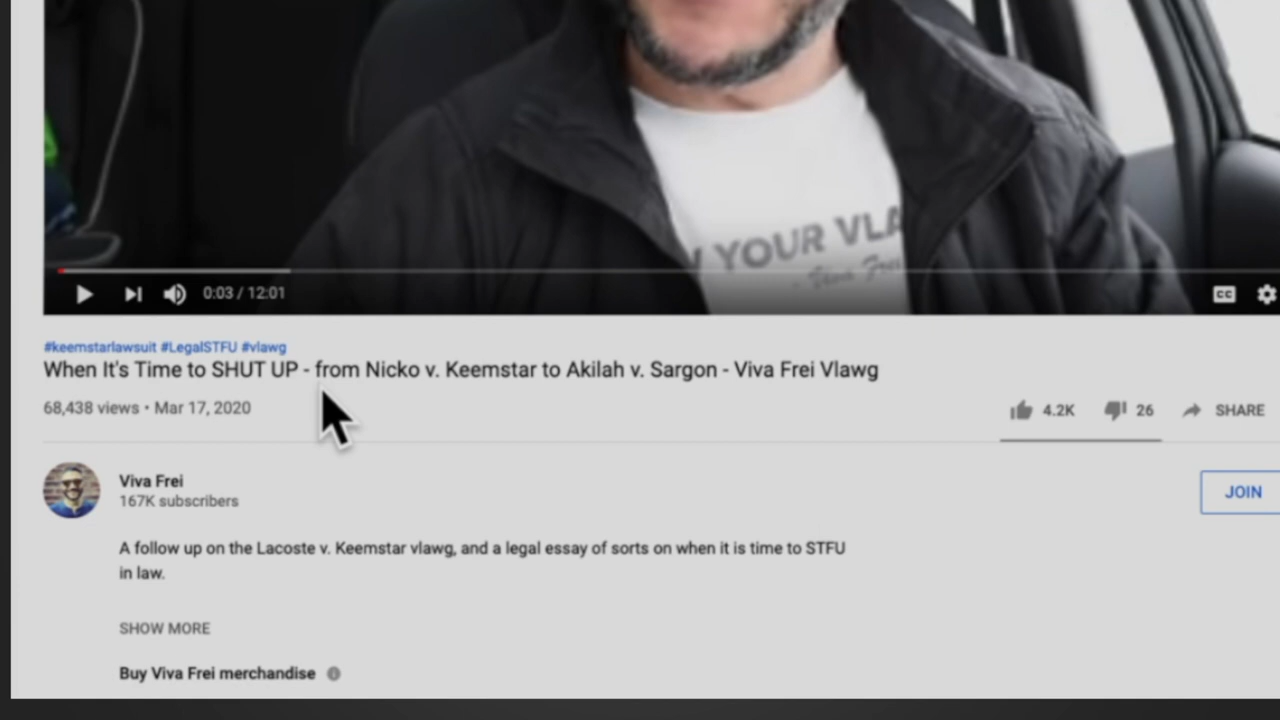 YOUR VLA
- Viva Frei
0:03 / 12:01
CC
#keemstarlawsuit #LegalSTFU #vlawg
When It's Time to SHUT UP - from Nicko v. Keemstar to Akilah v. Sargon - Viva Frei Vlawg
68,438 views • Mar 17, 2020
4.2K
26
SHARE
Viva Frei
167K subscribers
JOIN
A follow up on the Lacoste v. Keemstar vlawg, and a legal essay of sorts on when it is time to STFU
in law.
SHOW MORE
Buy Viva Frei merchandise